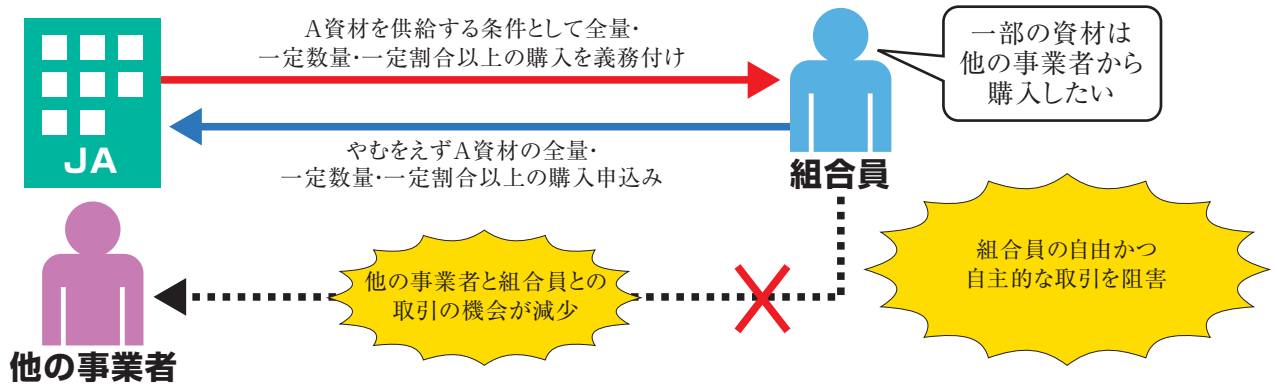 A資材を供給する条件として全量・
一定数量・一定割合以上の購入を義務付け
一部の資材は
他の事業者から
購入したい
JA
やむをえずA資材の全量・
一定数量・一定割合以上の購入申込み
組合員
他の事業者と組合員との
取引の機会が減少
組合員の自由かつ
自主的な取引を阻害
他の事業者